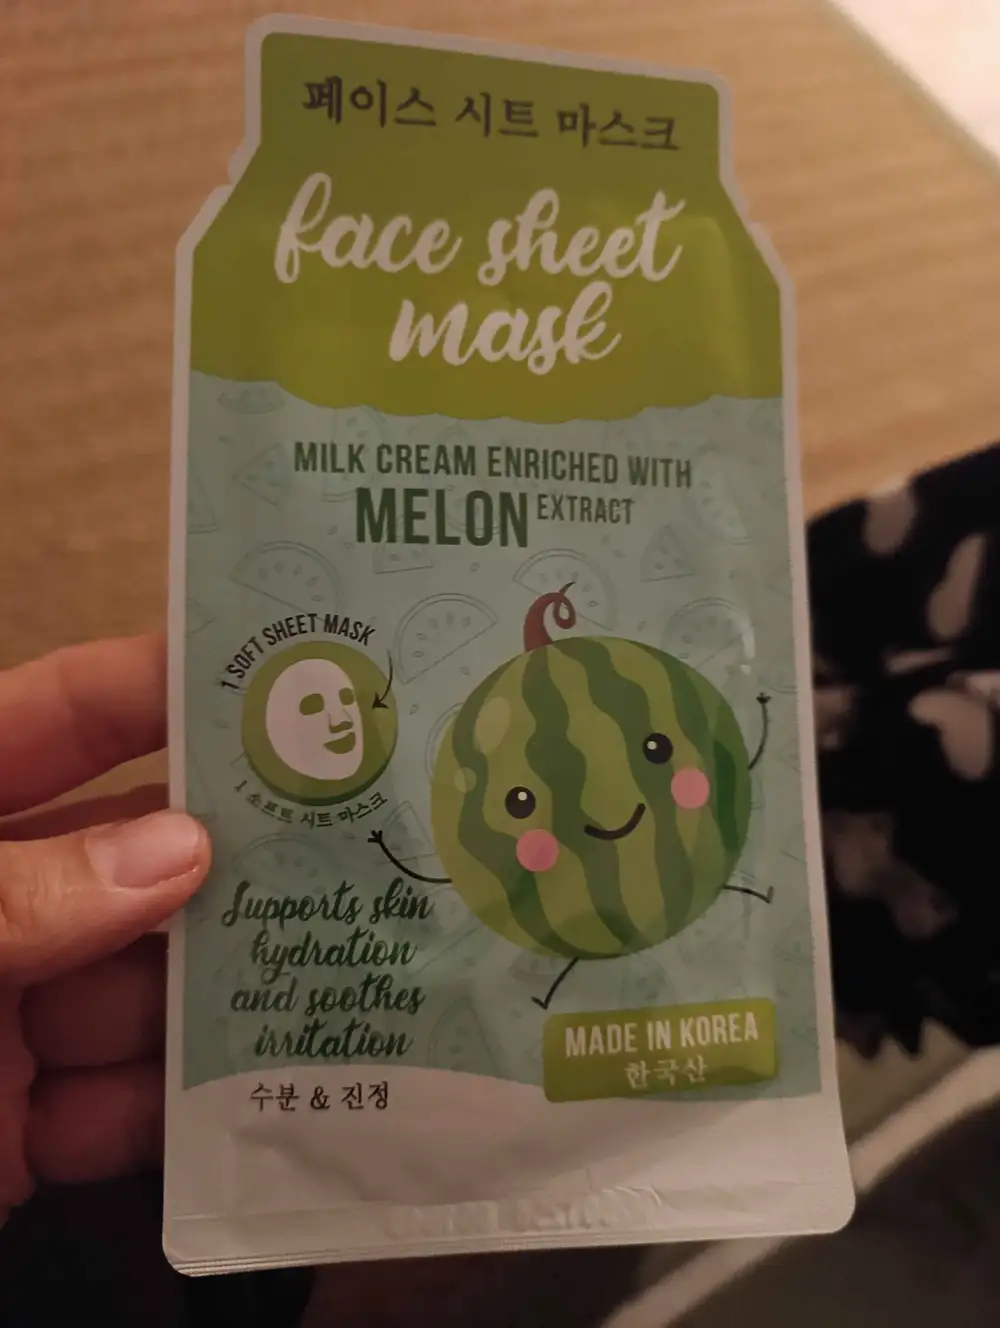 페이스 시트 마스크
face sheet
mask
MILK CREAM ENRICHED WITH
MELON EXTRACT
1 SOFT SHEET MASK
1 소프트 시트 마스크
Supports skin
hydration
and soothes
irritation
수분 & 진정
MADE IN KOREA
한국산